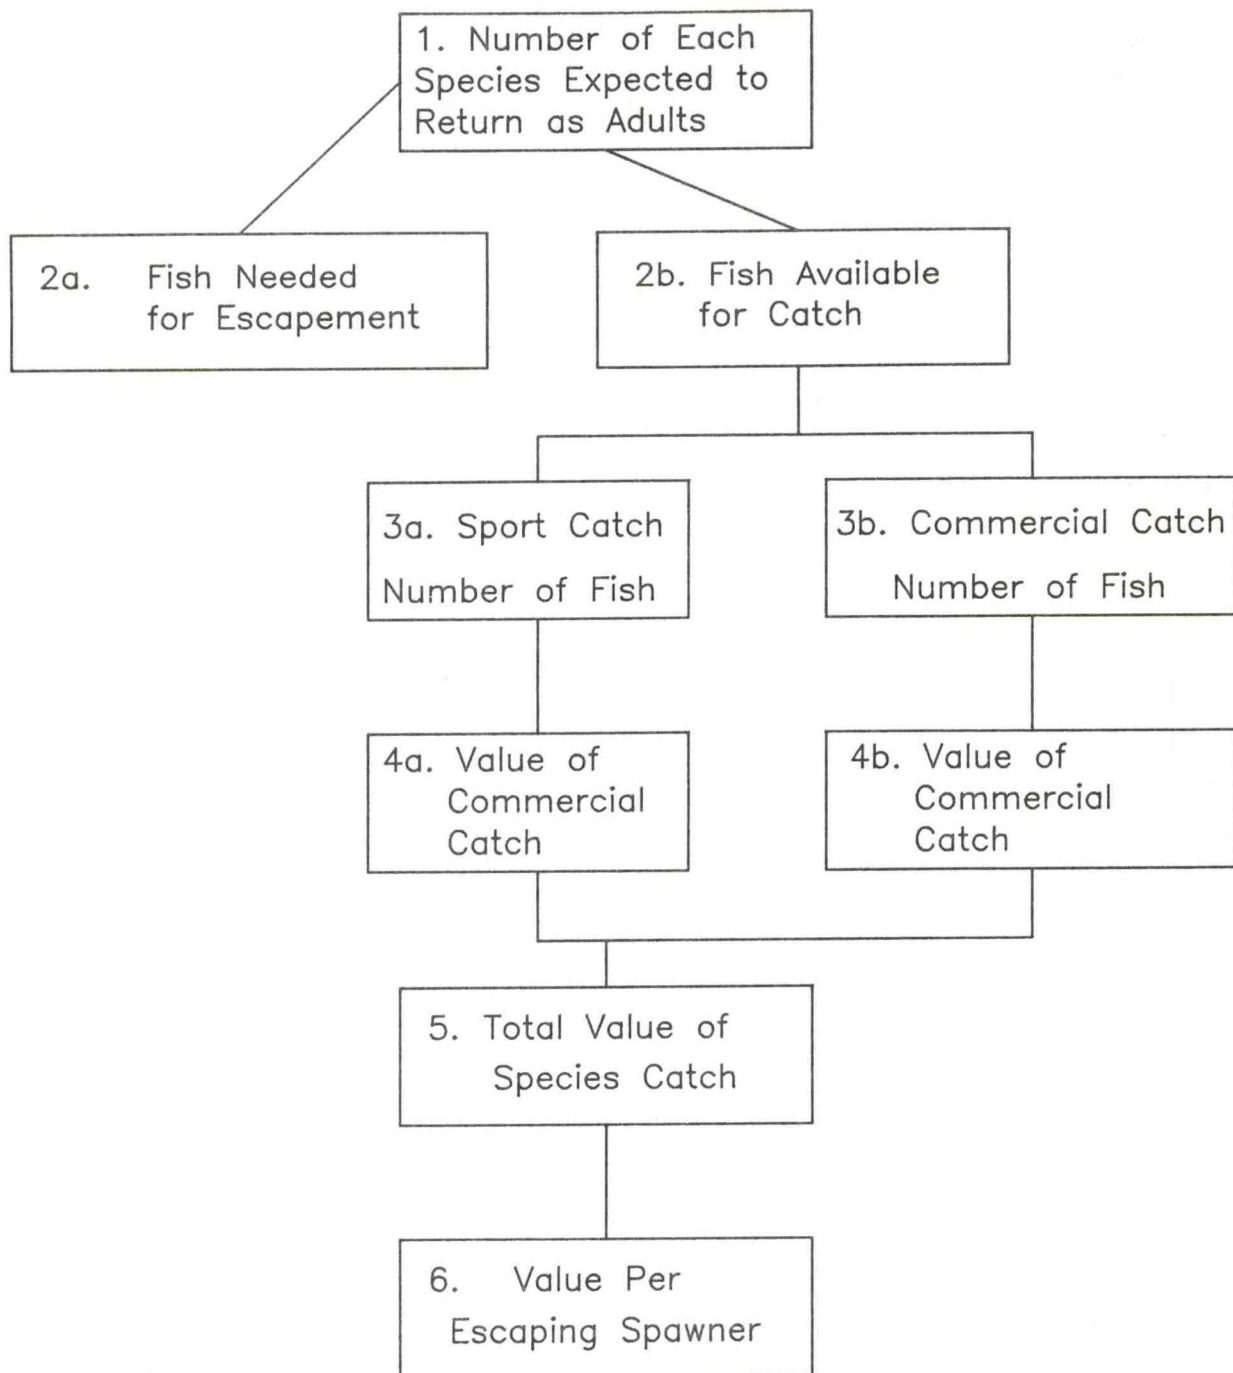 1. Number of Each
Species Expected to
Return as Adults
2a. Fish Needed
for Escapement
2b. Fish Available
for Catch
3a. Sport Catch
Number of Fish
3b. Commercial Catch
Number of Fish
4a. Value of
Commercial
Catch
4b. Value of
Commercial
Catch
5. Total Value of
Species Catch
6. Value Per
Escaping Spawner